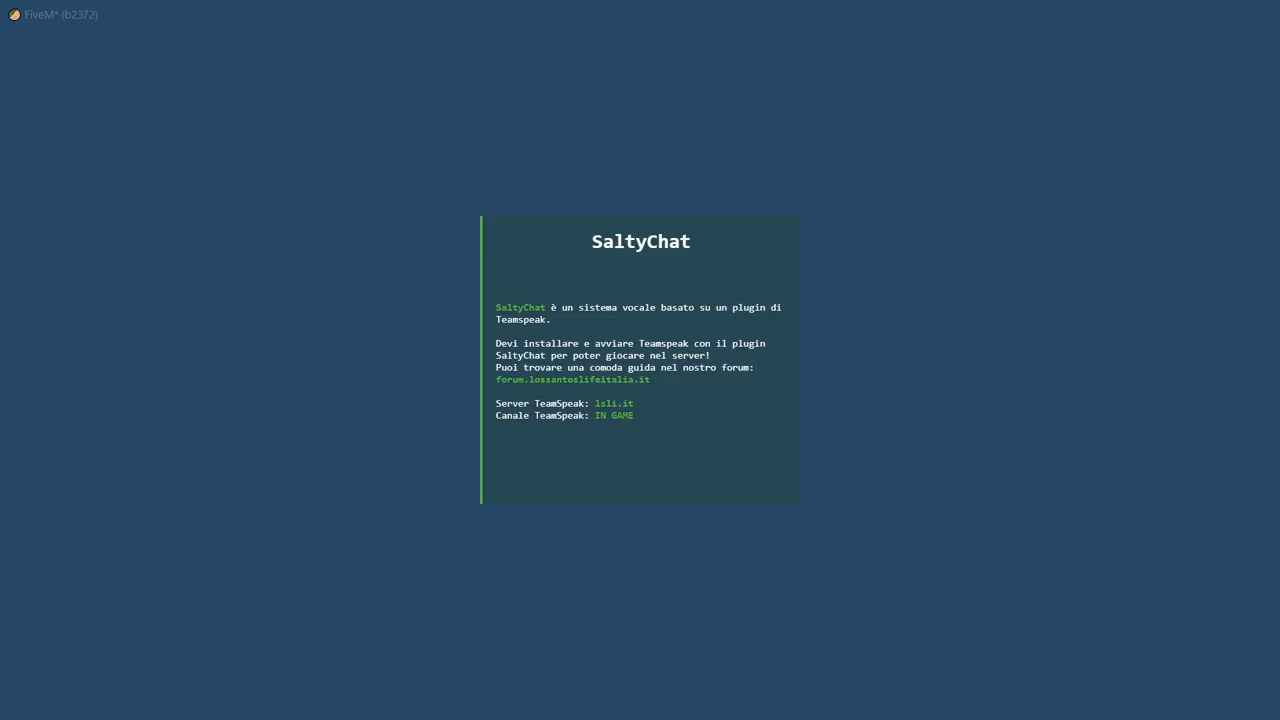 FiveM* (b2372)
SaltyChat
SaltyChat è un sistema vocale basato su un plugin di
Teamspeak.
Devi installare e avviare Teamspeak con il plugin
SaltyChat per poter giocare nel server!
Puoi trovare una comoda guida nel nostro forum:
forum.lossantoslifeitalia.it
Server TeamSpeak: lsli.it
Canale TeamSpeak: IN GAME